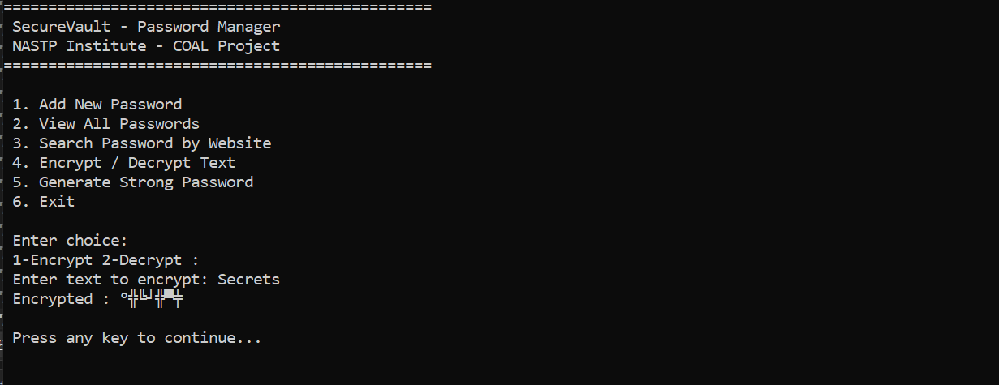 ===============================================
SecureVault - Password Manager
NASTP Institute - COAL Project
===============================================
1. Add New Password
2. View All Passwords
3. Search Password by Website
4. Encrypt / Decrypt Text
5. Generate Strong Password
6. Exit
Enter choice:
1-Encrypt 2-Decrypt :
Enter text to encrypt: Secrets
Encrypted : °╬╚┘╬▀╪
Press any key to continue...